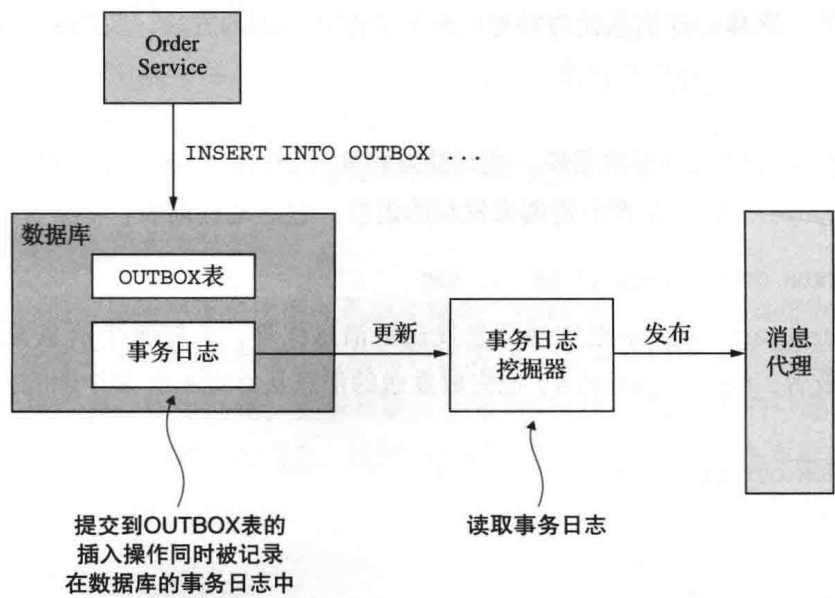 Order
Service
INSERT INTO OUTBOX ...
数据库
OUTBOX表
事务日志
更新
事务日志
挖掘器
发布
消息
代理
提交到OUTBOX表的
插入操作同时被记录
在数据库的事务日志中
读取事务日志